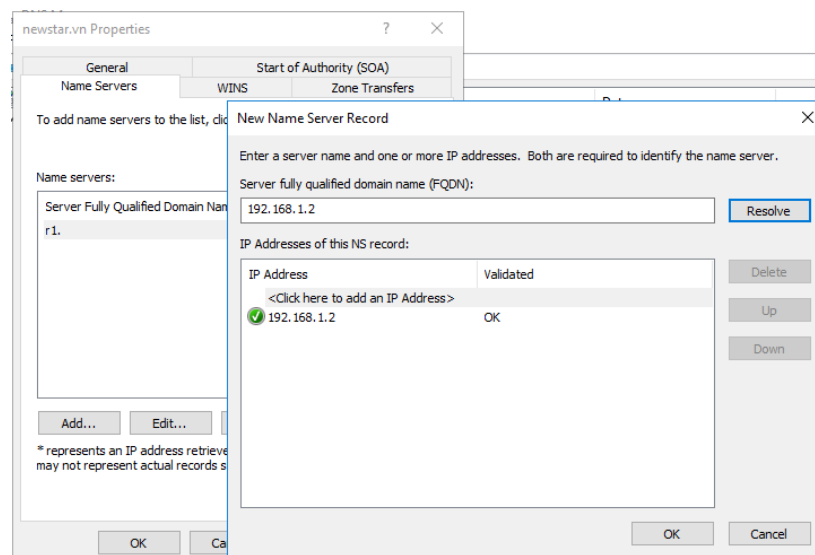 newstar.vn Properties
General
Start of Authority (SOA)
Name Servers
WINS
Zone Transfers
To add name servers to the list, clic
Name servers:
Server Fully Qualified Domain Nam
r1.
Add...
Edit...
* represents an IP address retrieve
may not represent actual records s
OK
Ca
New Name Server Record
Enter a server name and one or more IP addresses. Both are required to identify the name server.
Server fully qualified domain name (FQDN):
192.168.1.2
Resolve
IP Addresses of this NS record:
IP Address
Validated
<Click here to add an IP Address>
192.168.1.2
OK
Delete
Up
Down
OK
Cancel